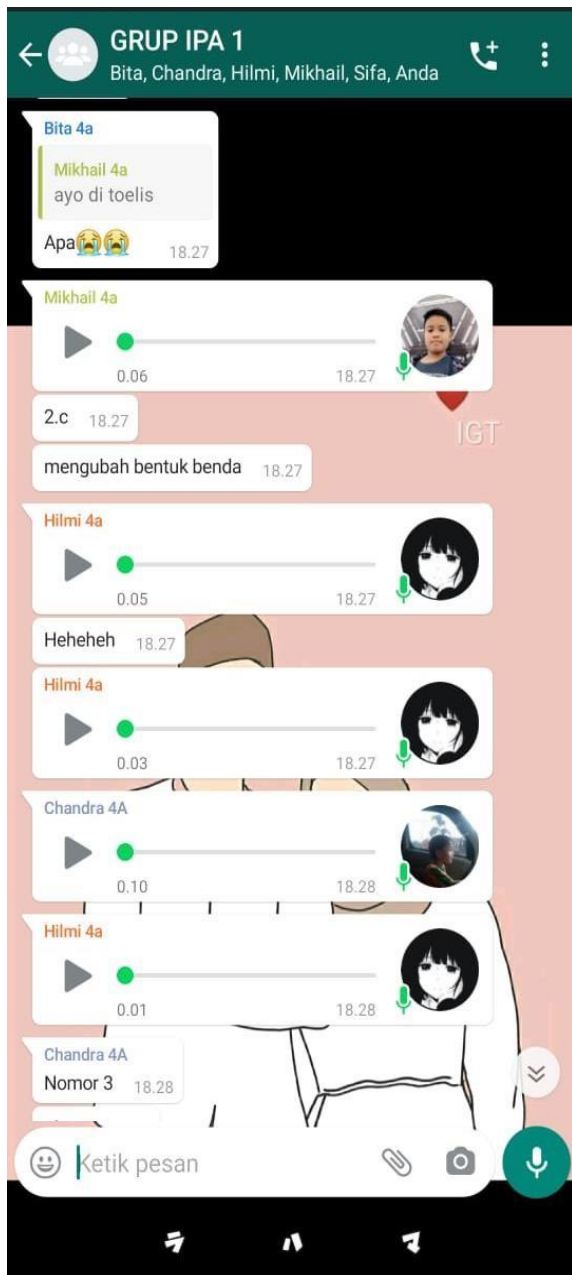 GRUP IPA 1
Bita, Chandra, Hilmi, Mikhail, Sifa, Anda
Bita 4a
Mikhail 4a
ayo di toelis
Apa😭😭 18.27
Mikhail 4a
0.06 18.27
2.c 18.27
IGT
mengubah bentuk benda 18.27
Hilmi 4a
0.05 18.27
Heheheh 18.27
Hilmi 4a
0.03 18.27
Chandra 4A
0.10 18.28
Hilmi 4a
0.01 18.28
Chandra 4A
Nomor 3 18.28
Ketik pesan